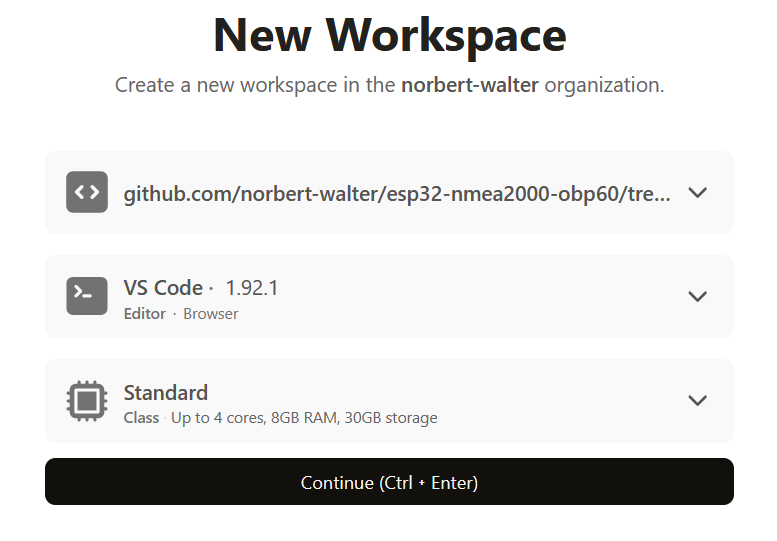 New Workspace
Create a new workspace in the norbert-walter organization.
github.com/norbert-walter/esp32-nmea2000-obp60/tre...
VS Code · 1.92.1
Editor · Browser
Standard
Class · Up to 4 cores, 8GB RAM, 30GB storage
Continue (Ctrl + Enter)